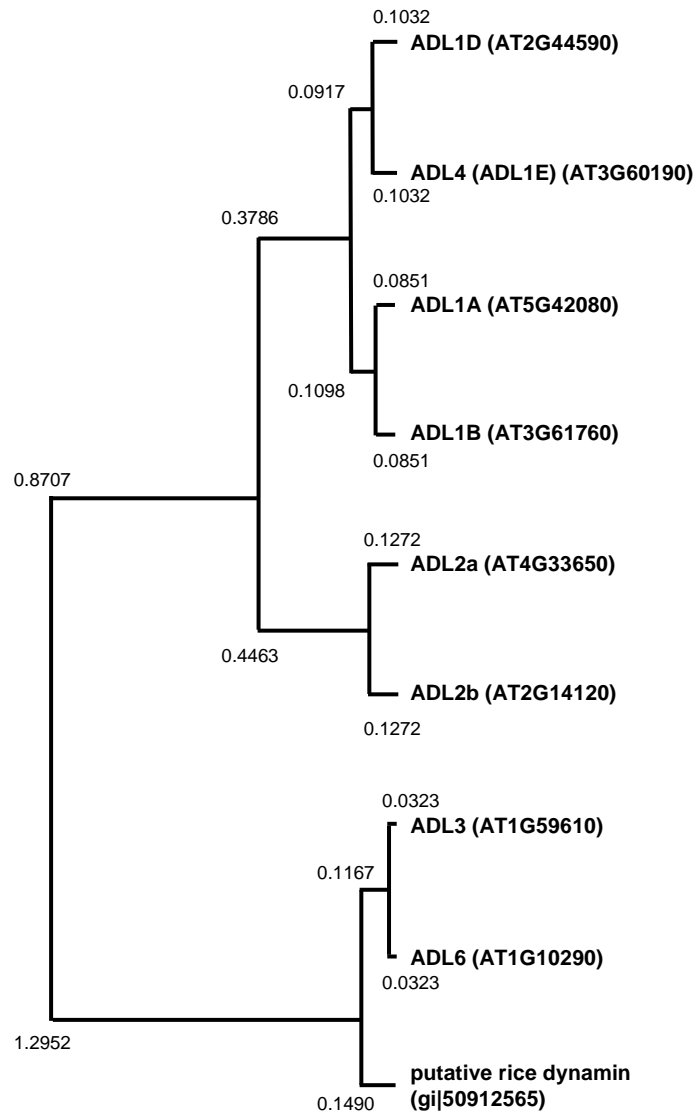 0.1032
ADL1D (AT2G44590)
0.0917
ADL4 (ADL1E) (AT3G60190)
0.1032
0.3786
0.0851
ADL1A (AT5G42080)
0.1098
ADL1B (AT3G61760)
0.0851
0.8707
0.1272
ADL2a (AT4G33650)
0.4463
ADL2b (AT2G14120)
0.1272
0.0323
ADL3 (AT1G59610)
0.1167
ADL6 (AT1G10290)
0.0323
1.2952
putative rice dynamin
(gi|50912565)
0.1490